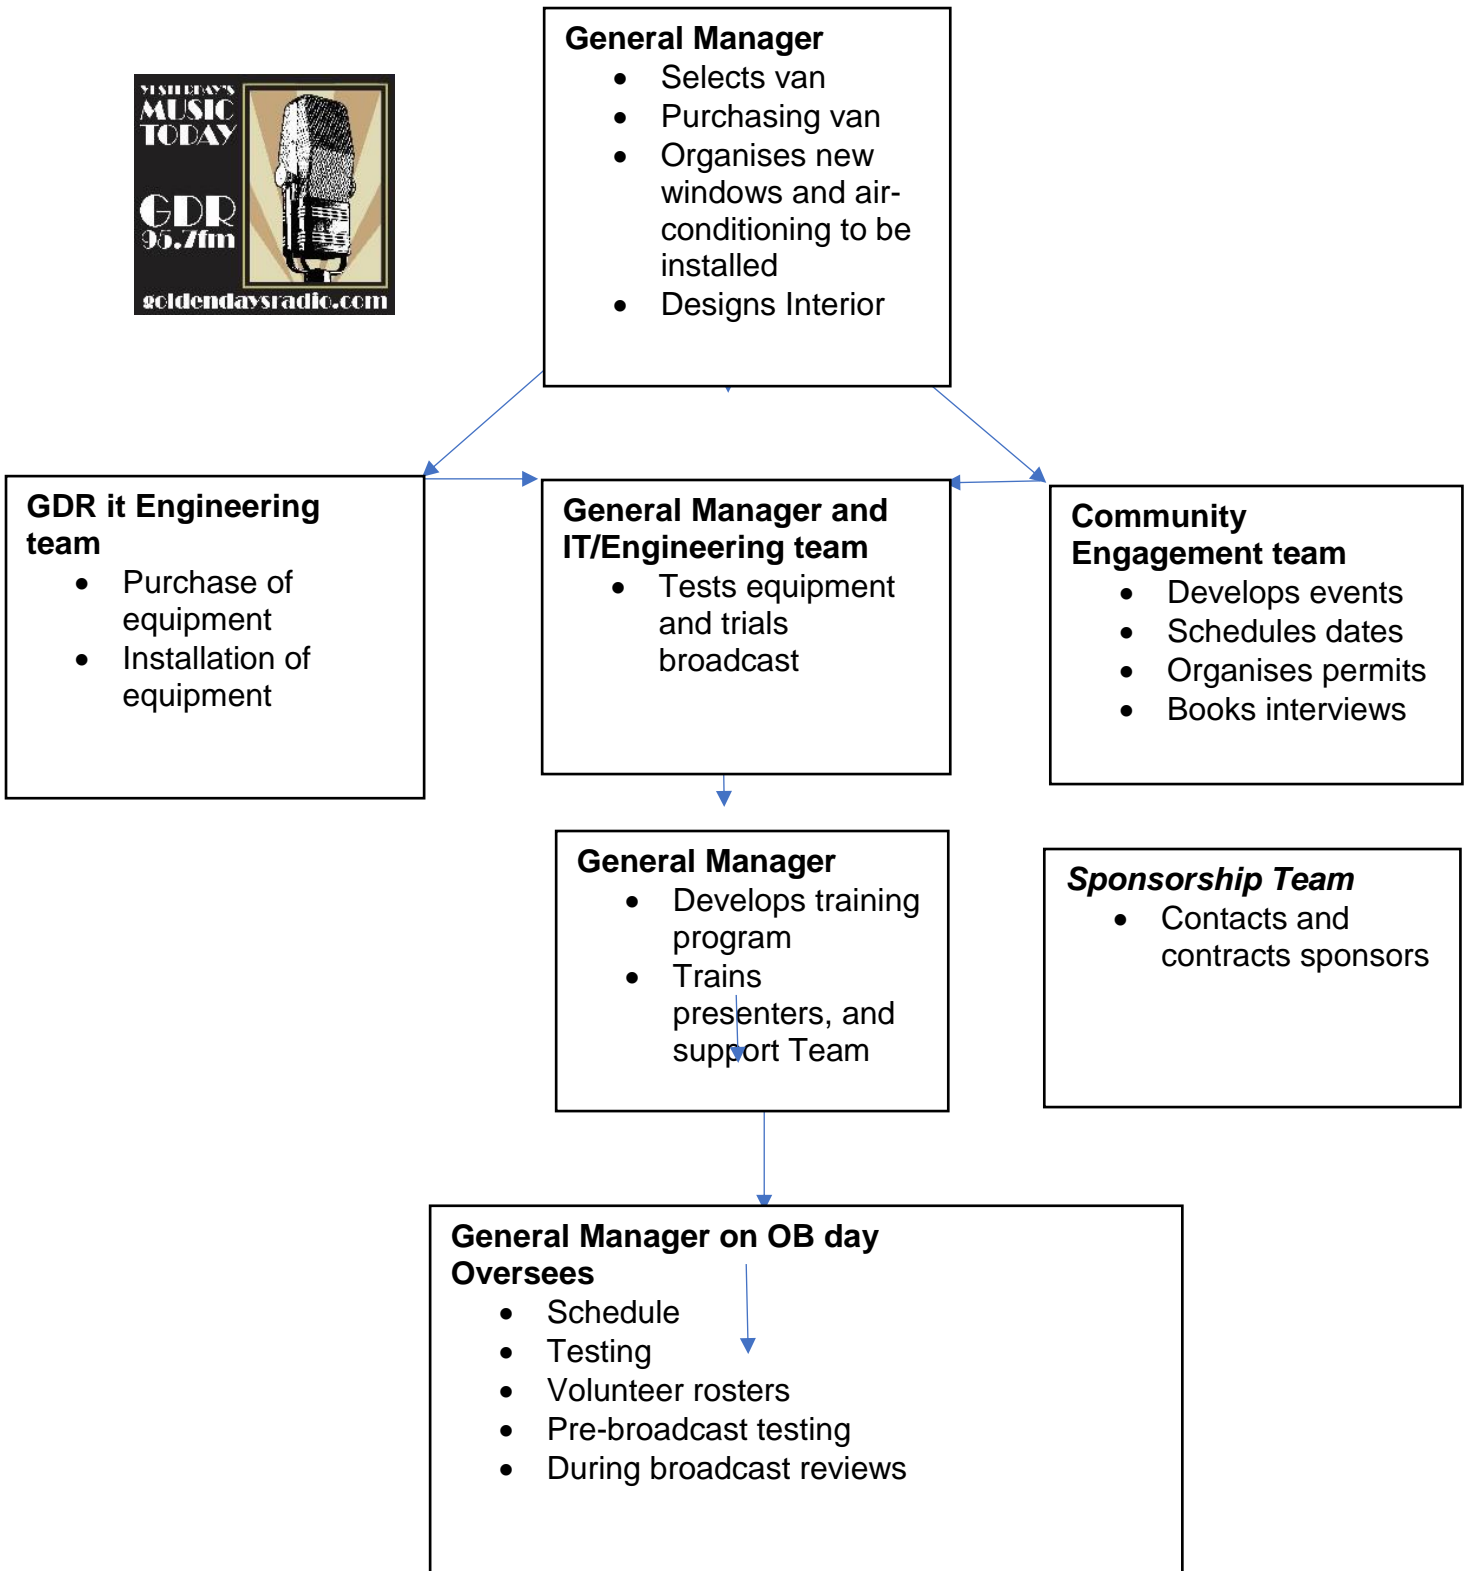 General Manager
• Selects van
• Purchasing van
• Organises new
windows and air-
conditioning to be
installed
• Designs Interior
YESTERDAY'S
MUSIC
TODAY
GDR
95.7fm
goldendaysradio.com
GDR it Engineering
team
• Purchase of
equipment
• Installation of
equipment
General Manager and
IT/Engineering team
• Tests equipment
and trials
broadcast
Community
Engagement team
• Develops events
• Schedules dates
• Organises permits
• Books interviews
General Manager
• Develops training
program
• Trains
presenters, and
support Team
Sponsorship Team
• Contacts and
contracts sponsors
General Manager on OB day
Oversees
• Schedule
• Testing
• Volunteer rosters
• Pre-broadcast testing
• During broadcast reviews